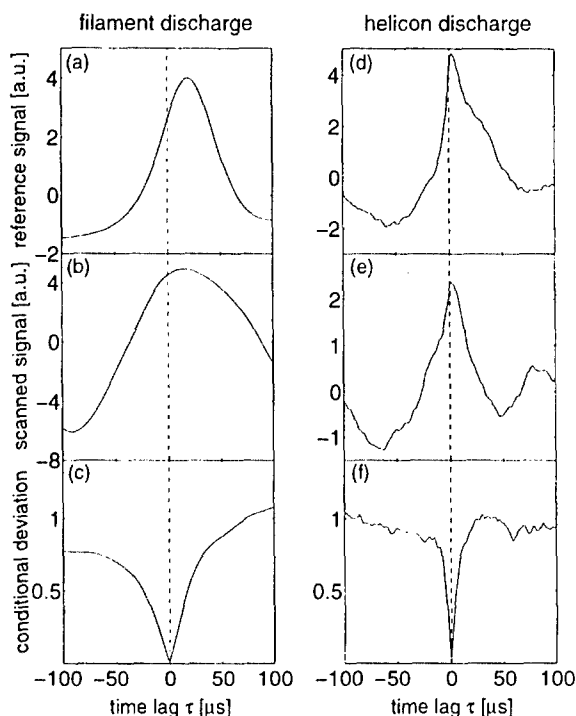 filament discharge
helicon discharge
reference signal [a.u.]
(a)
4
2
0
−2
(d)
4
2
0
−2
scanned signal [a.u.]
(b)
4
0
−4
−8
(e)
2
1
0
−1
conditional deviation
(c)
1
0.5
(f)
1
0.5
−100 −50 0 50 100
−100 −50 0 50 100
time lag τ [µs]
time lag τ [µs]